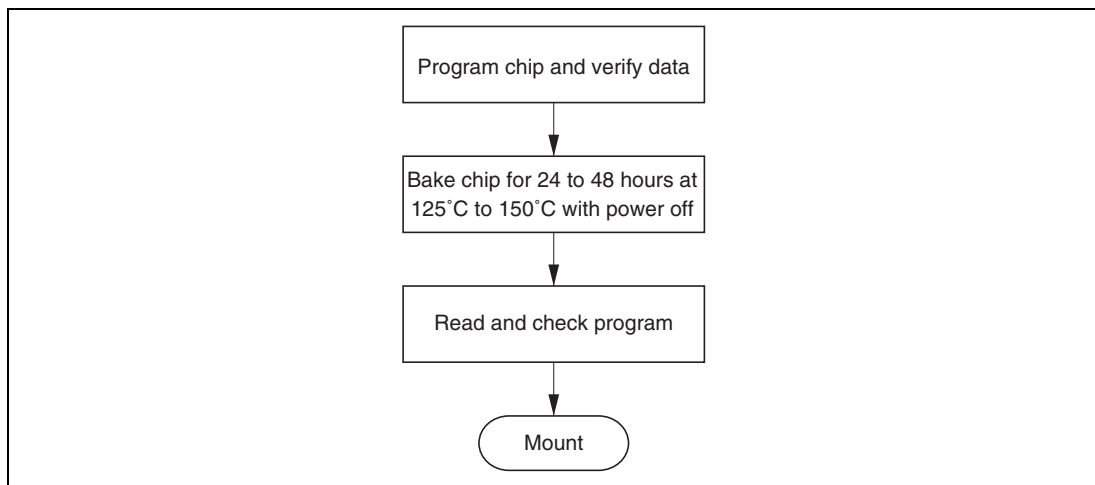 Program chip and verify data
Bake chip for 24 to 48 hours at
125˚C to 150˚C with power off
Read and check program
Mount